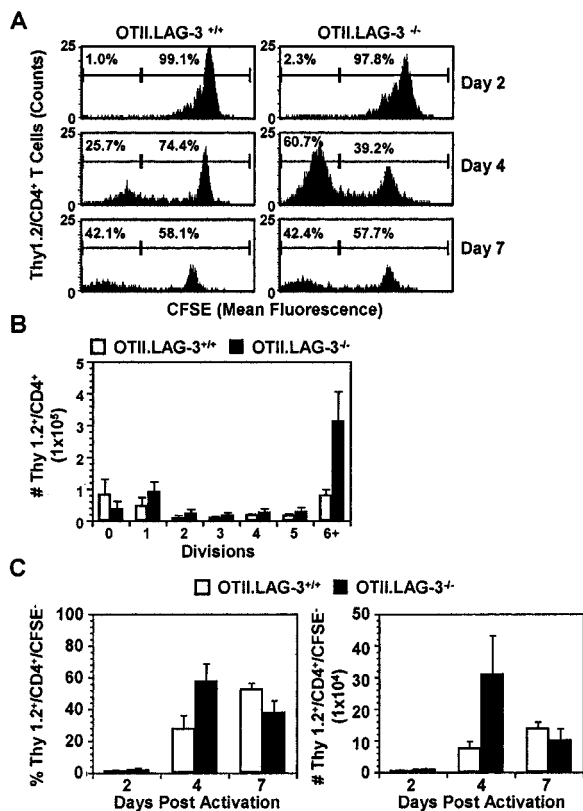 A
OTII.LAG-3 +/+ OTII.LAG-3 -/-
Thy1.2/CD4+ T Cells (Counts)
25 1.0% 99.1% 25 2.3% 97.8% Day 2
0 0
25 25.7% 74.4% 25 60.7% 39.2% Day 4
0 0
25 42.1% 58.1% 25 42.4% 57.7% Day 7
0 0
CFSE (Mean Fluorescence)
B
OTII.LAG-3+/+ OTII.LAG-3-/-
# Thy 1.2+/CD4+
(1x10^5)
5
4
3
2
1
0
0 1 2 3 4 5 6+
Divisions
C
OTII.LAG-3+/+ OTII.LAG-3-/-
% Thy 1.2+/CD4+/CFSE-
100
80
60
40
20
0
2 4 7
Days Post Activation
# Thy 1.2+/CD4+/CFSE-
(1x10^4)
50
40
30
20
10
0
2 4 7
Days Post Activation